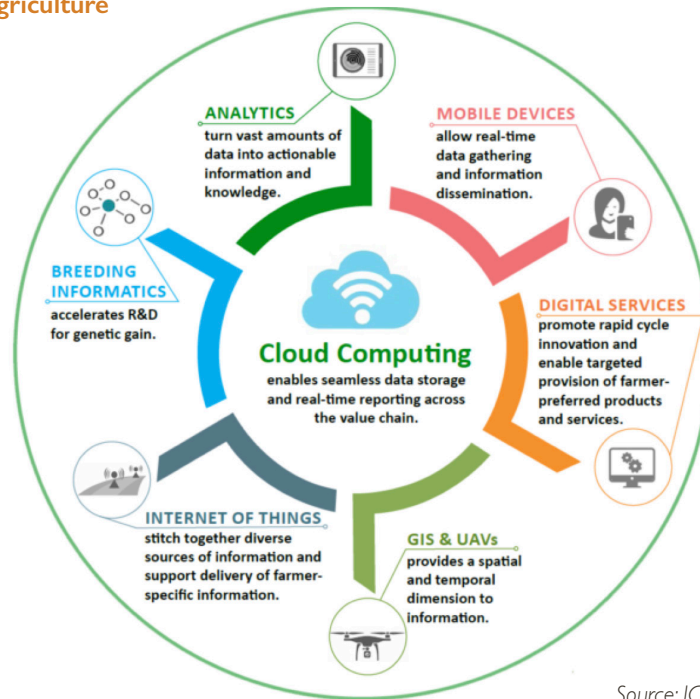 griculture
ANALYTICS
turn vast amounts of
data into actionable
information and
knowledge.
MOBILE DEVICES
allow real-time
data gathering
and information
dissemination.
BREEDING
INFORMATICS
accelerates R&D
for genetic gain.
DIGITAL SERVICES
promote rapid cycle
innovation and
enable targeted
provision of farmer-
preferred products
and services.
Cloud Computing
enables seamless data storage
and real-time reporting across
the value chain.
INTERNET OF THINGS
stitch together diverse
sources of information and
support delivery of farmer-
specific information.
GIS & UAVs
provides a spatial
and temporal
dimension to
information.
Source: